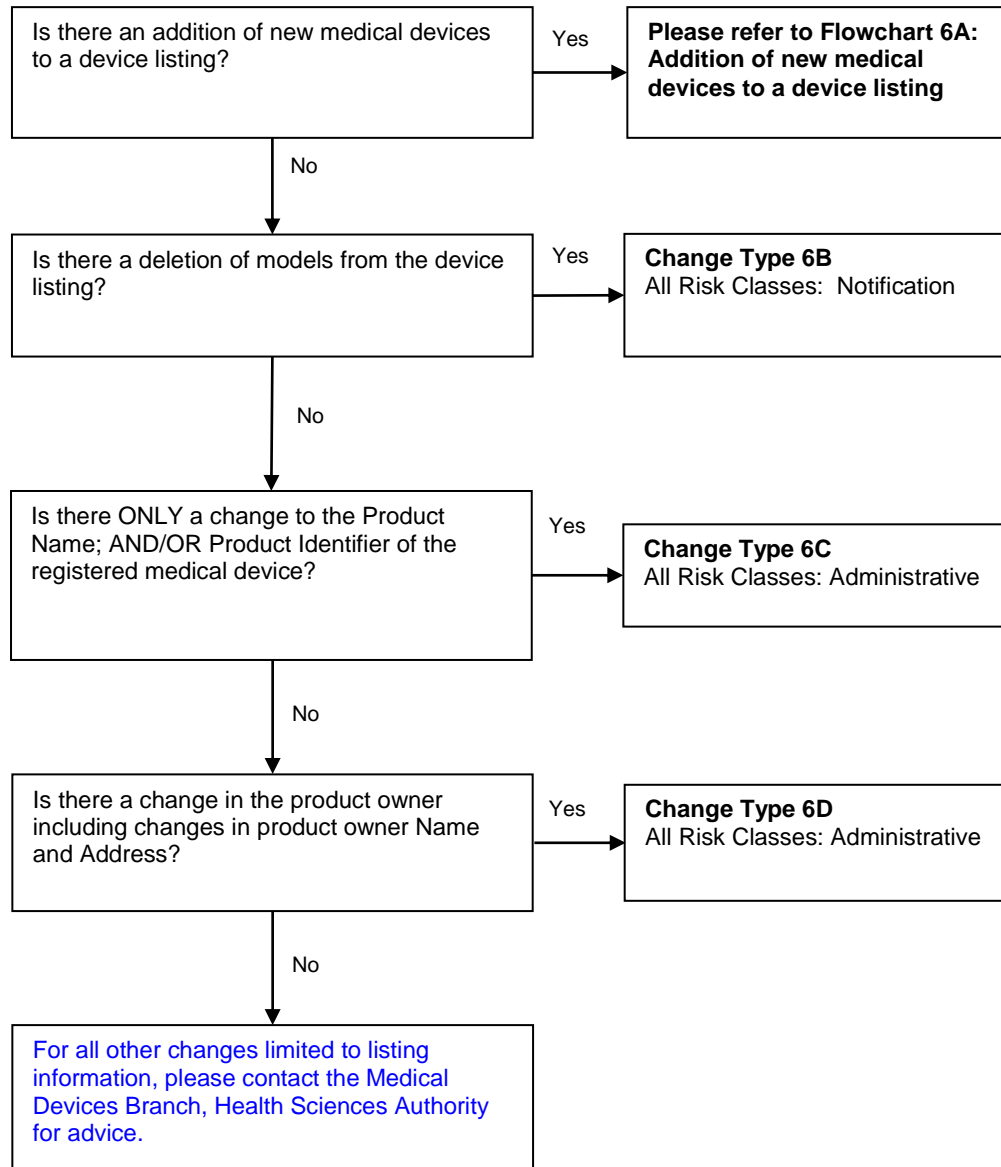 Is there an addition of new medical devices
to a device listing?
Yes
Please refer to Flowchart 6A:
Addition of new medical
devices to a device listing
No
Is there a deletion of models from the device
listing?
Yes
Change Type 6B
All Risk Classes: Notification
No
Is there ONLY a change to the Product
Name; AND/OR Product Identifier of the
registered medical device?
Yes
Change Type 6C
All Risk Classes: Administrative
No
Is there a change in the product owner
including changes in product owner Name
and Address?
Yes
Change Type 6D
All Risk Classes: Administrative
No
For all other changes limited to listing
information, please contact the Medical
Devices Branch, Health Sciences Authority
for advice.